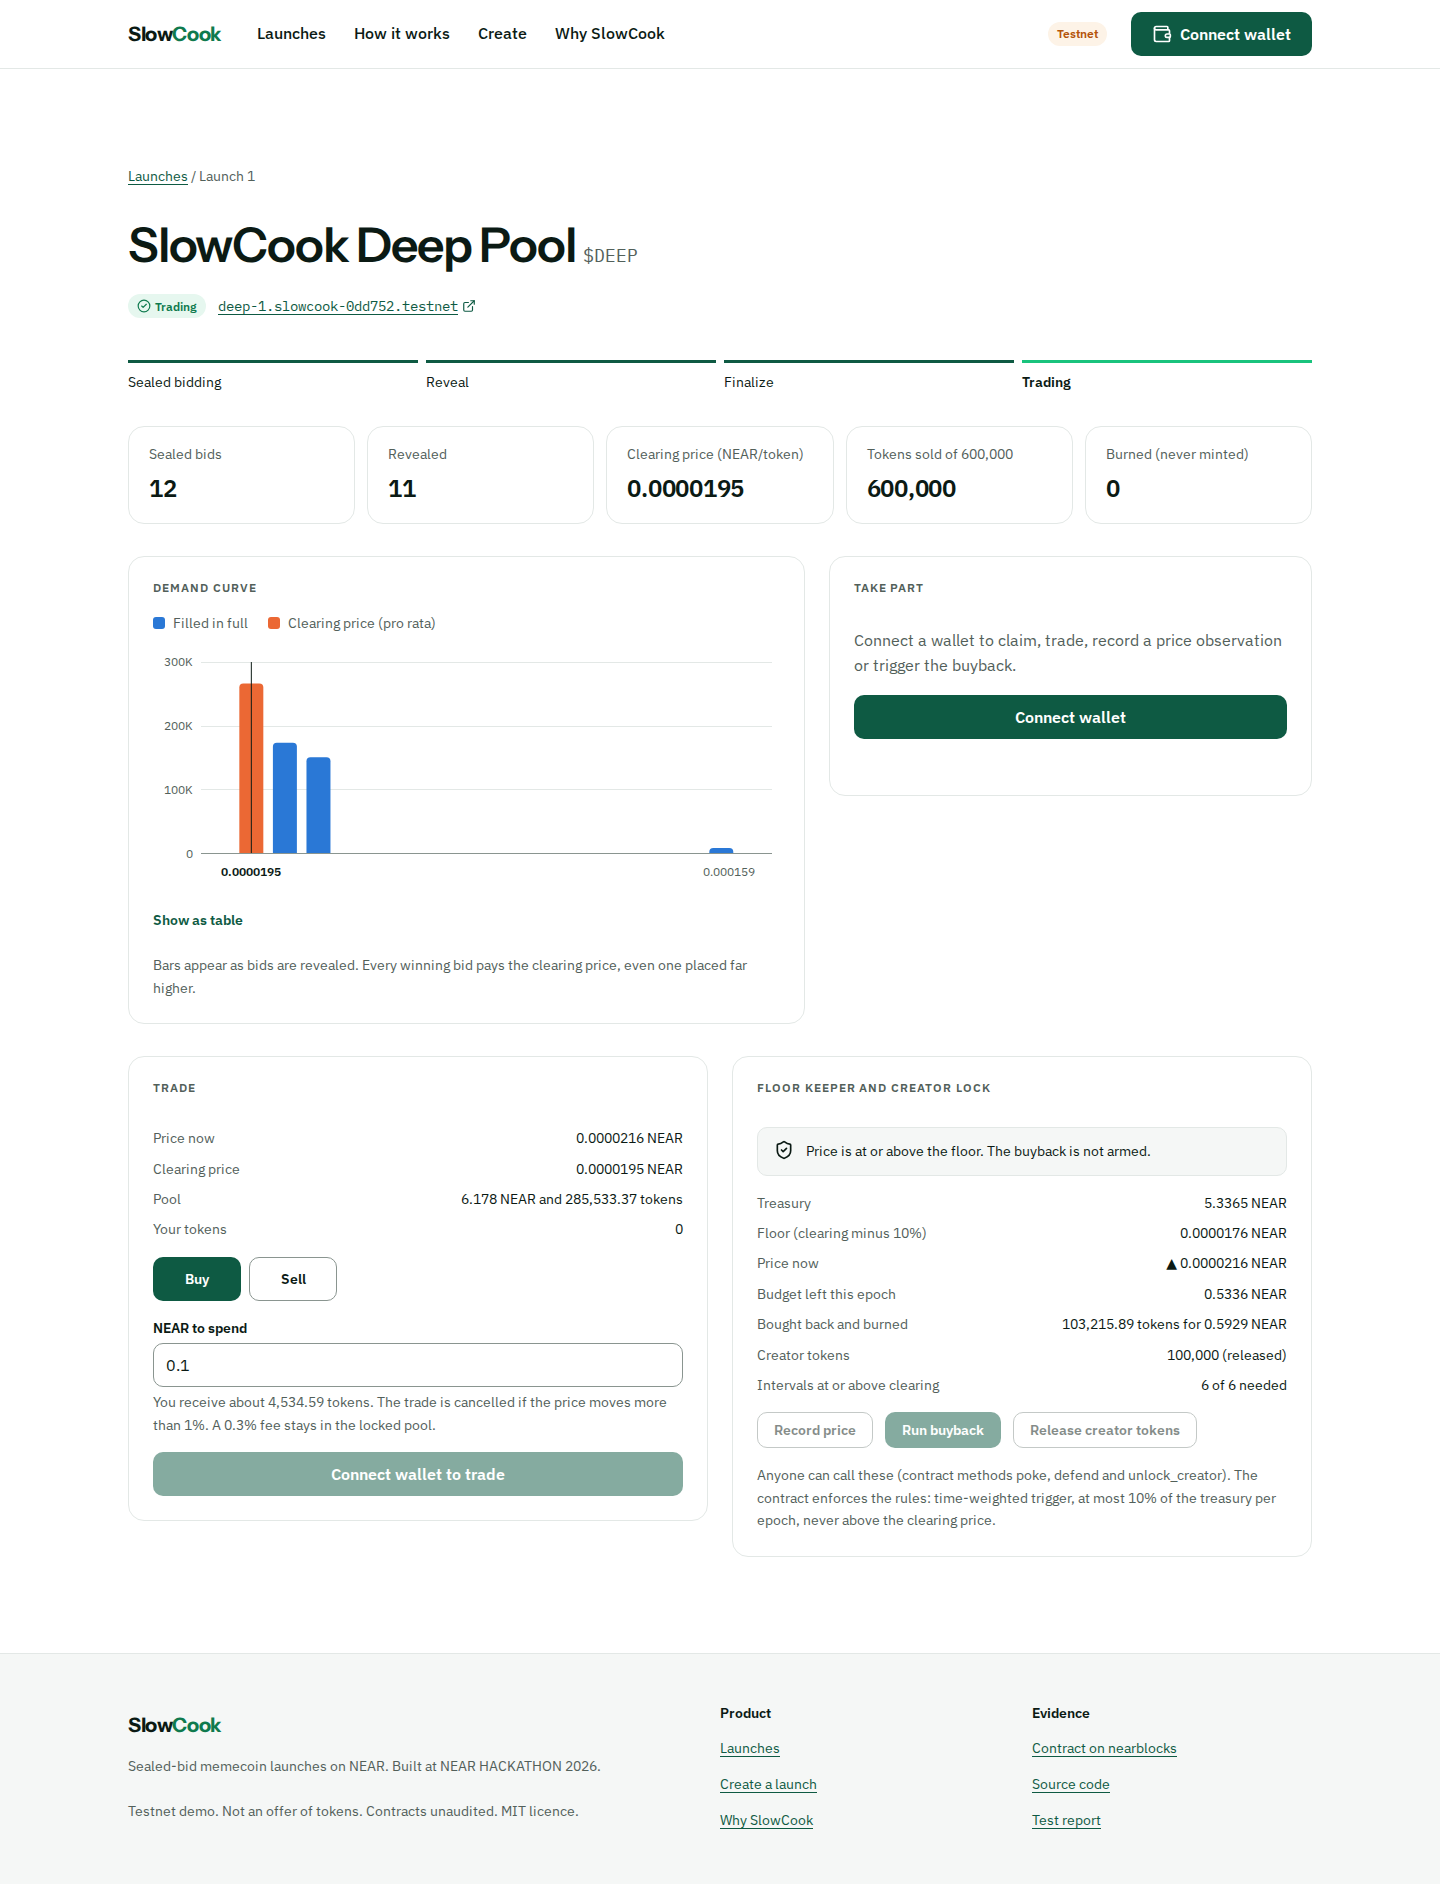 SlowCook
Launches
How it works
Create
Why SlowCook
Testnet
Connect wallet
Launches / Launch 1
SlowCook Deep Pool $DEEP
Trading
deep-1.slowcook-0dd752.testnet
Sealed bidding
Reveal
Finalize
Trading
Sealed bids
12
Revealed
11
Clearing price (NEAR/token)
0.0000195
Tokens sold of 600,000
600,000
Burned (never minted)
0
DEMAND CURVE
Filled in full
Clearing price (pro rata)
300K
200K
100K
0
0.0000195
0.000159
Show as table
Bars appear as bids are revealed. Every winning bid pays the clearing price, even one placed far
higher.
TAKE PART
Connect a wallet to claim, trade, record a price observation
or trigger the buyback.
Connect wallet
TRADE
Price now 0.0000216 NEAR
Clearing price 0.0000195 NEAR
Pool 6.178 NEAR and 285,533.37 tokens
Your tokens 0
Buy
Sell
NEAR to spend
0.1
You receive about 4,534.59 tokens. The trade is cancelled if the price moves more
than 1%. A 0.3% fee stays in the locked pool.
Connect wallet to trade
FLOOR KEEPER AND CREATOR LOCK
Price is at or above the floor. The buyback is not armed.
Treasury 5.3365 NEAR
Floor (clearing minus 10%) 0.0000176 NEAR
Price now ▲ 0.0000216 NEAR
Budget left this epoch 0.5336 NEAR
Bought back and burned 103,215.89 tokens for 0.5929 NEAR
Creator tokens 100,000 (released)
Intervals at or above clearing 6 of 6 needed
Record price
Run buyback
Release creator tokens
Anyone can call these (contract methods poke, defend and unlock_creator). The
contract enforces the rules: time-weighted trigger, at most 10% of the treasury per
epoch, never above the clearing price.
SlowCook
Sealed-bid memecoin launches on NEAR. Built at NEAR HACKATHON 2026.
Testnet demo. Not an offer of tokens. Contracts unaudited. MIT licence.
Product
Launches
Create a launch
Why SlowCook
Evidence
Contract on nearblocks
Source code
Test report